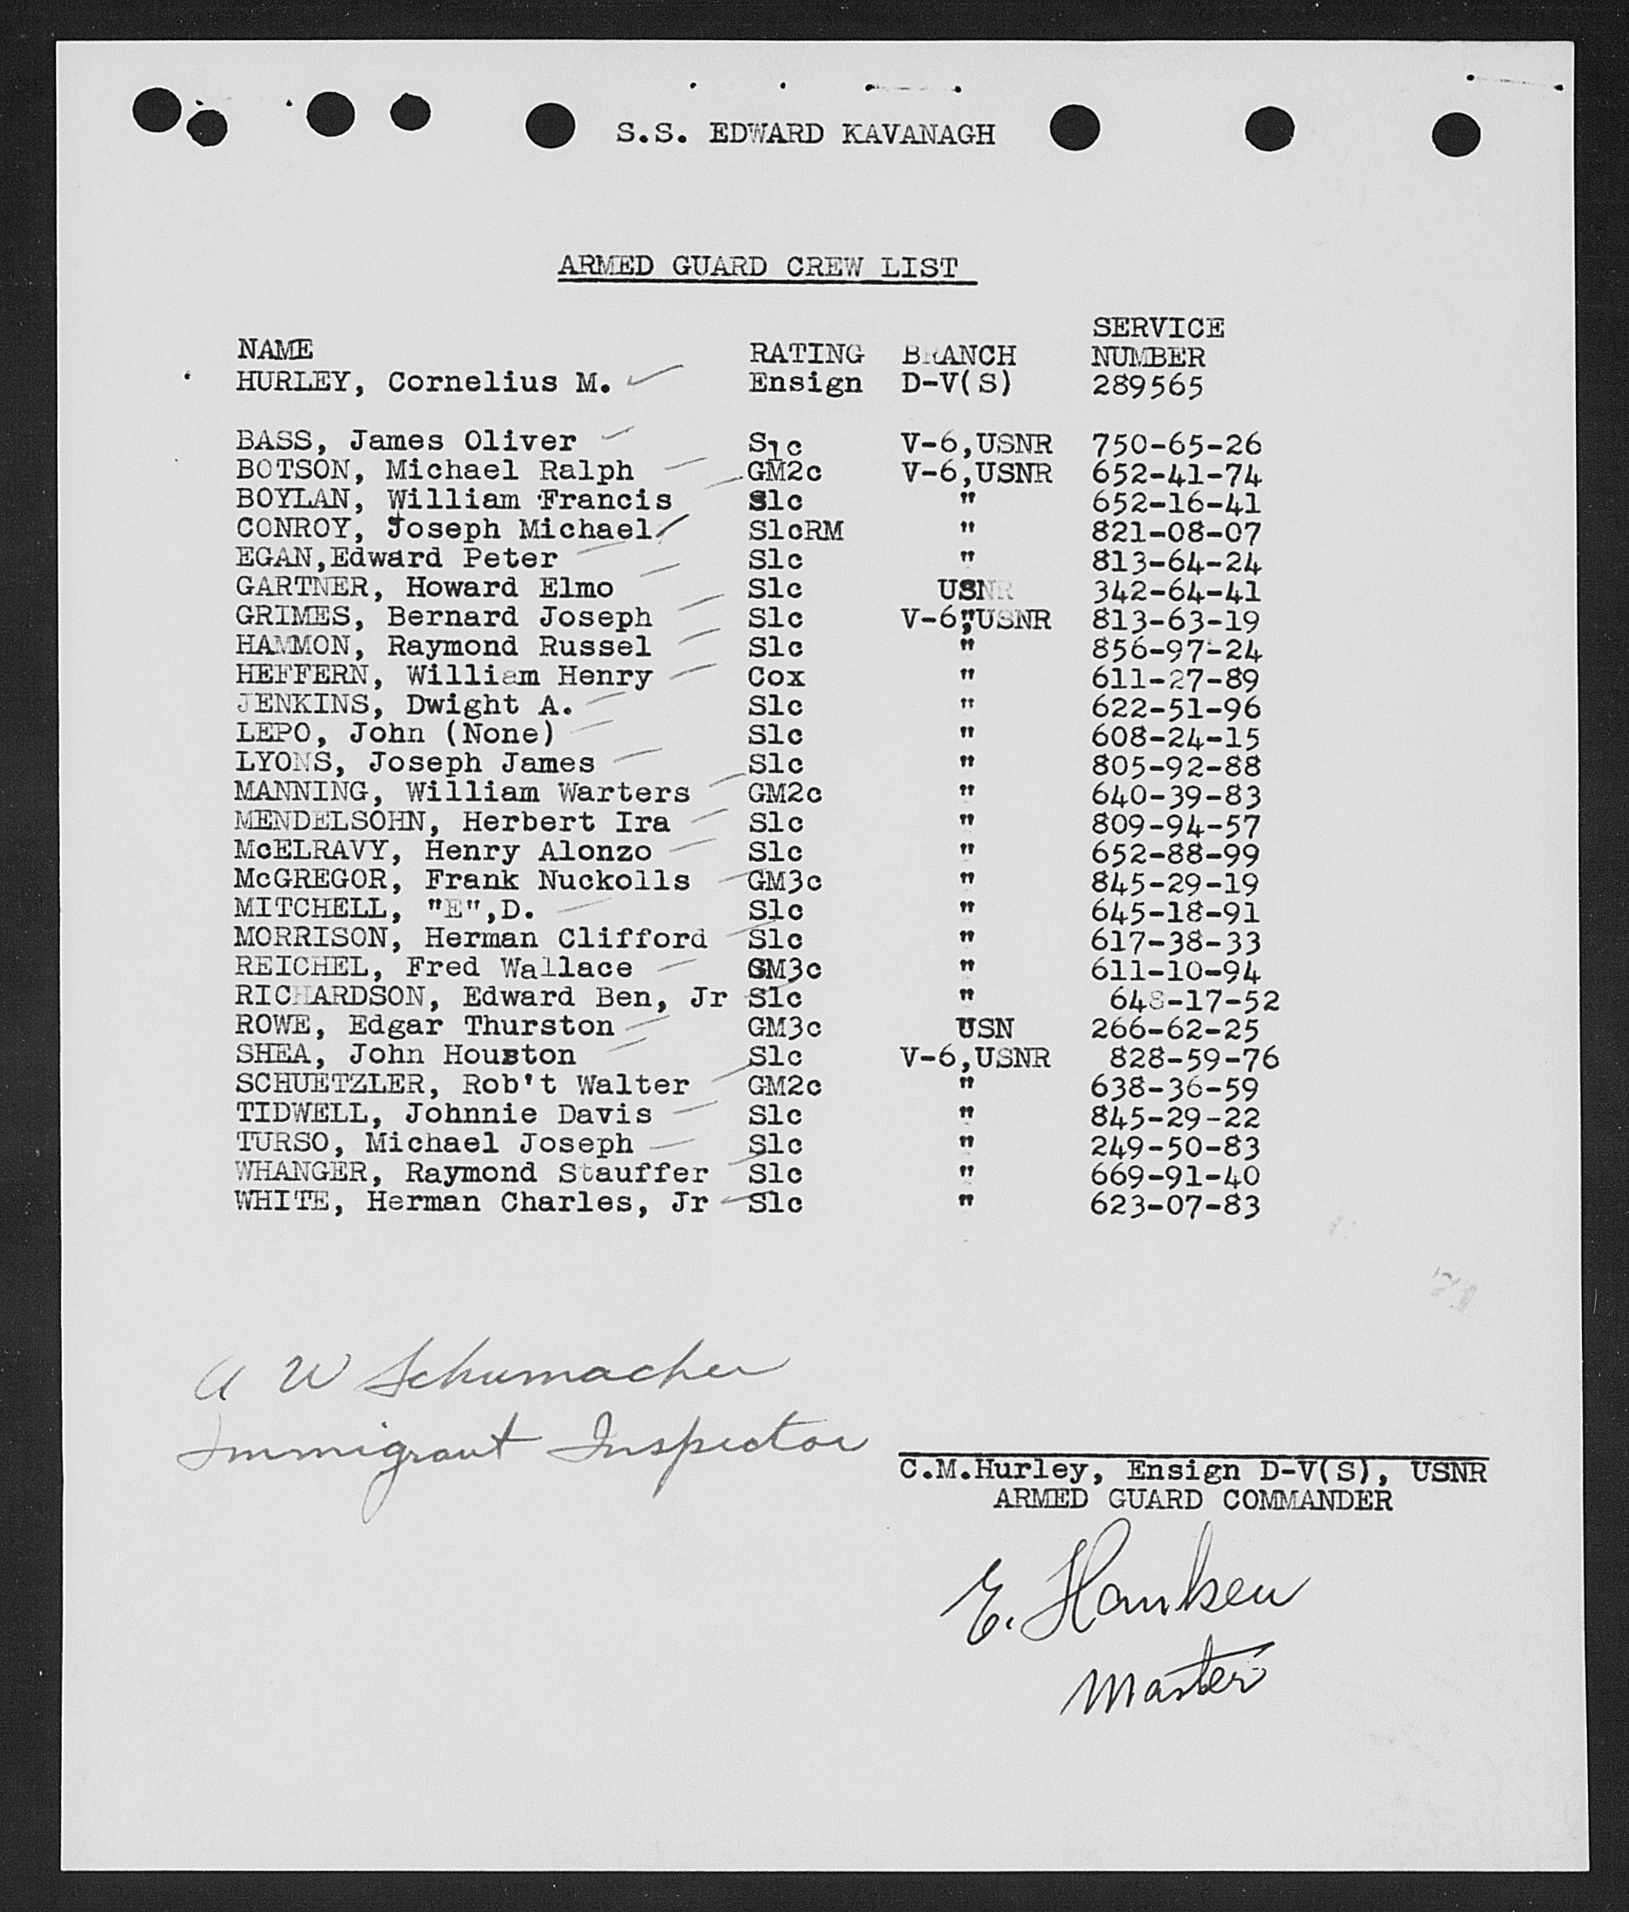 S.S. EDWARD KAVANAGH
ARMED GUARD CREW LIST
NAME RATING BRANCH SERVICE NUMBER
HURLEY, Cornelius M. Ensign D-V(S) 289565
BASS, James Oliver S1c V-6,USNR 750-65-26
BOTSON, Michael Ralph GM2c V-6,USNR 652-41-74
BOYLAN, William Francis S1c " 652-16-41
CONROY, Joseph Michael S1cRM " 821-08-07
EGAN,Edward Peter S1c " 813-64-24
GARTNER, Howard Elmo S1c USNR 342-64-41
GRIMES, Bernard Joseph S1c V-6,USNR 813-63-19
HAMMON, Raymond Russel S1c " 856-97-24
HEFFERN, William Henry Cox " 611-27-89
JENKINS, Dwight A. S1c " 622-51-96
LEPO, John (None) S1c " 608-24-15
LYONS, Joseph James S1c " 805-92-88
MANNING, William Warters GM2c " 640-39-83
MENDELSOHN, Herbert Ira S1c " 809-94-57
McELRAVY, Henry Alonzo S1c " 652-88-99
McGREGOR, Frank Nuckolls GM3c " 845-29-19
MITCHELL, "E",D. S1c " 645-18-91
MORRISON, Herman Clifford S1c " 617-38-33
REICHEL, Fred Wallace GM3c " 611-10-94
RICHARDSON, Edward Ben, Jr S1c " 648-17-52
ROWE, Edgar Thurston GM3c USN 266-62-25
SHEA, John Houston S1c V-6,USNR 828-59-76
SCHUETZLER, Rob't Walter GM2c " 638-36-59
TIDWELL, Johnnie Davis S1c " 845-29-22
TURSO, Michael Joseph S1c " 249-50-83
WHANGER, Raymond Stauffer S1c " 669-91-40
WHITE, Herman Charles, Jr S1c " 623-07-83
A W Schumacher
Immigrant Inspector
C.M.Hurley, Ensign D-V(S), USNR
ARMED GUARD COMMANDER
E. Hanksen
Master